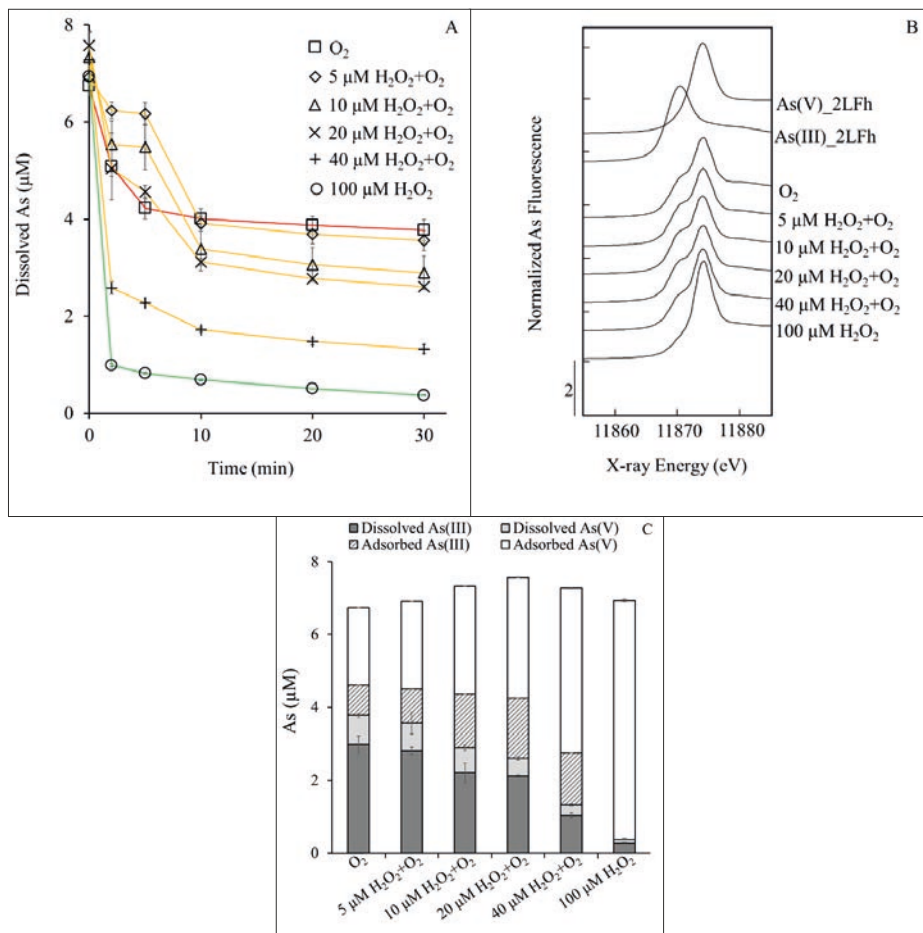 A
8
6
4
2
0
0
10
20
30
Dissolved As (μM)
Time (min)
O₂
5 μM H₂O₂+O₂
10 μM H₂O₂+O₂
20 μM H₂O₂+O₂
40 μM H₂O₂+O₂
100 μM H₂O₂
B
Normalized As Fluorescence
As(V)_2LFh
As(III)_2LFh
O₂
5 μM H₂O₂+O₂
10 μM H₂O₂+O₂
20 μM H₂O₂+O₂
40 μM H₂O₂+O₂
100 μM H₂O₂
2
11860
11870
11880
X-ray Energy (eV)
Dissolved As(III)
Dissolved As(V)
C
Adsorbed As(III)
Adsorbed As(V)
8
6
4
2
0
As (μM)
O₂
5 μM H₂O₂+O₂
10 μM H₂O₂+O₂
20 μM H₂O₂+O₂
40 μM H₂O₂+O₂
100 μM H₂O₂